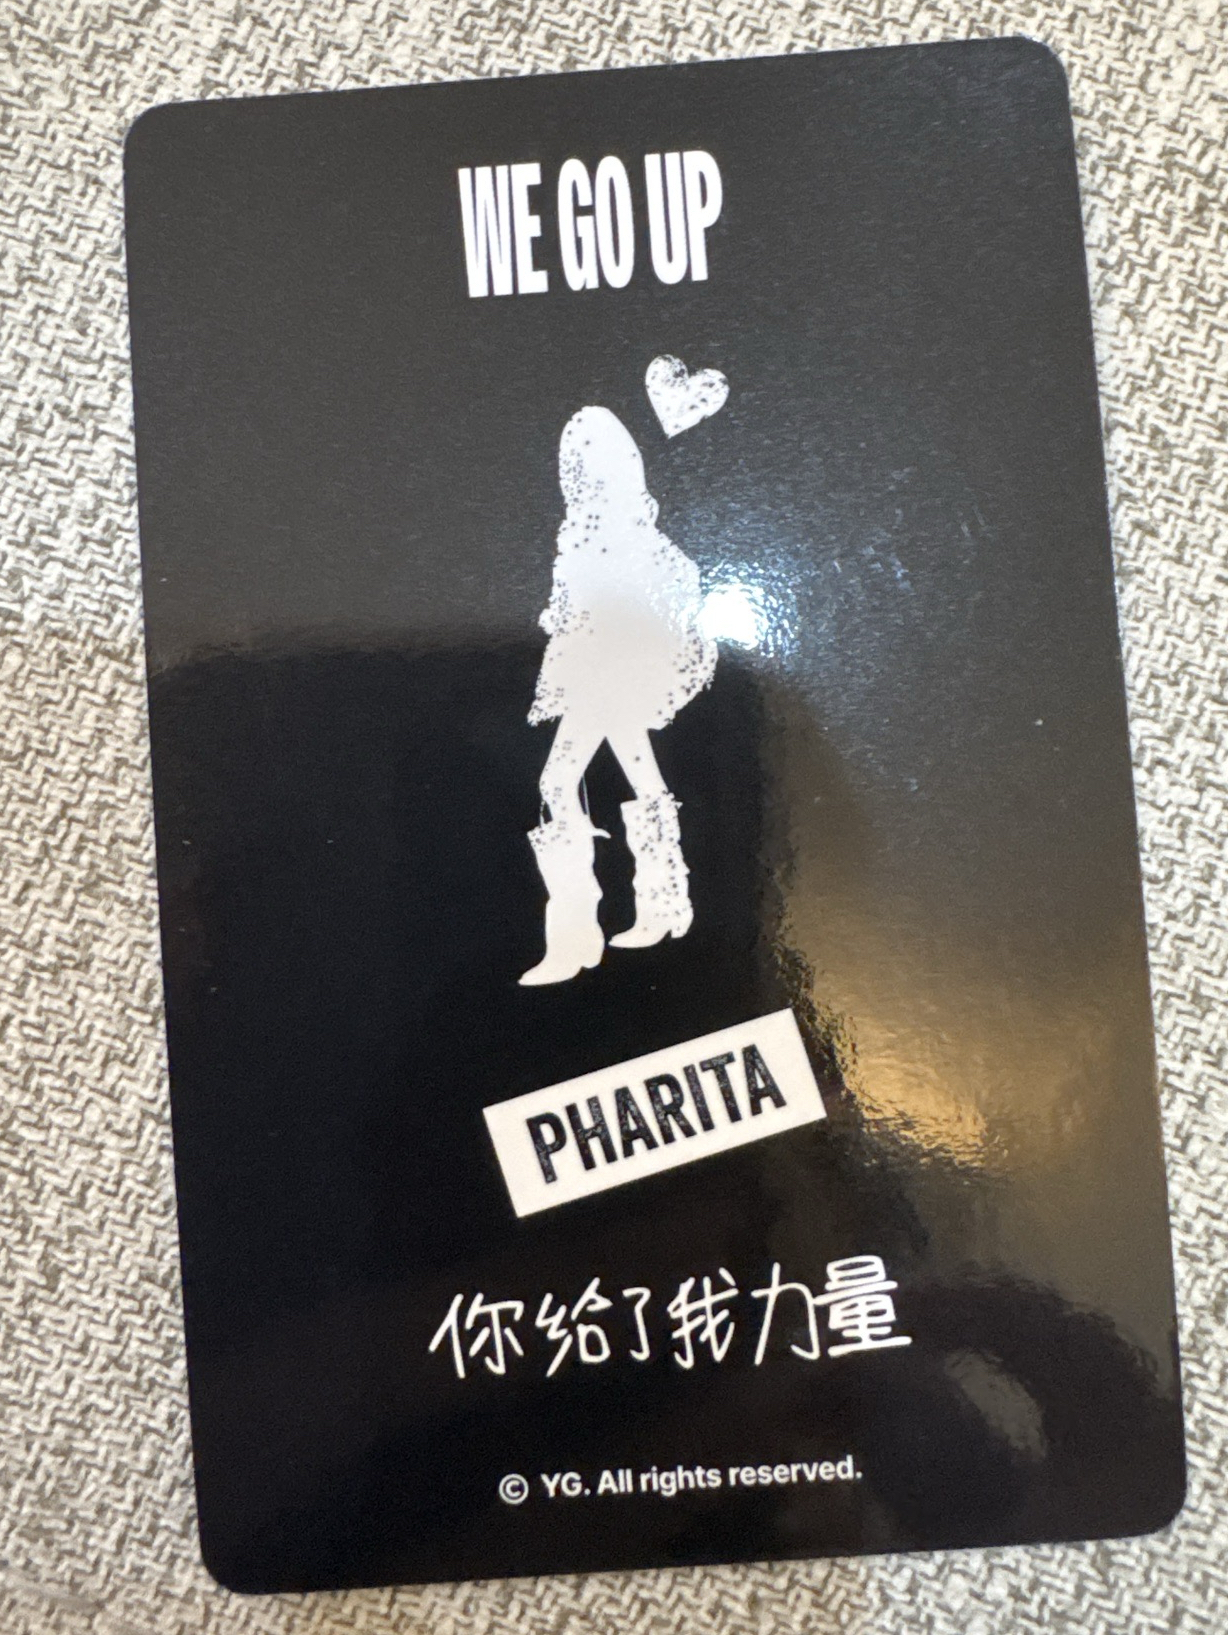 WE GO UP
PHARITA
你给了我力量
© YG. All rights reserved.